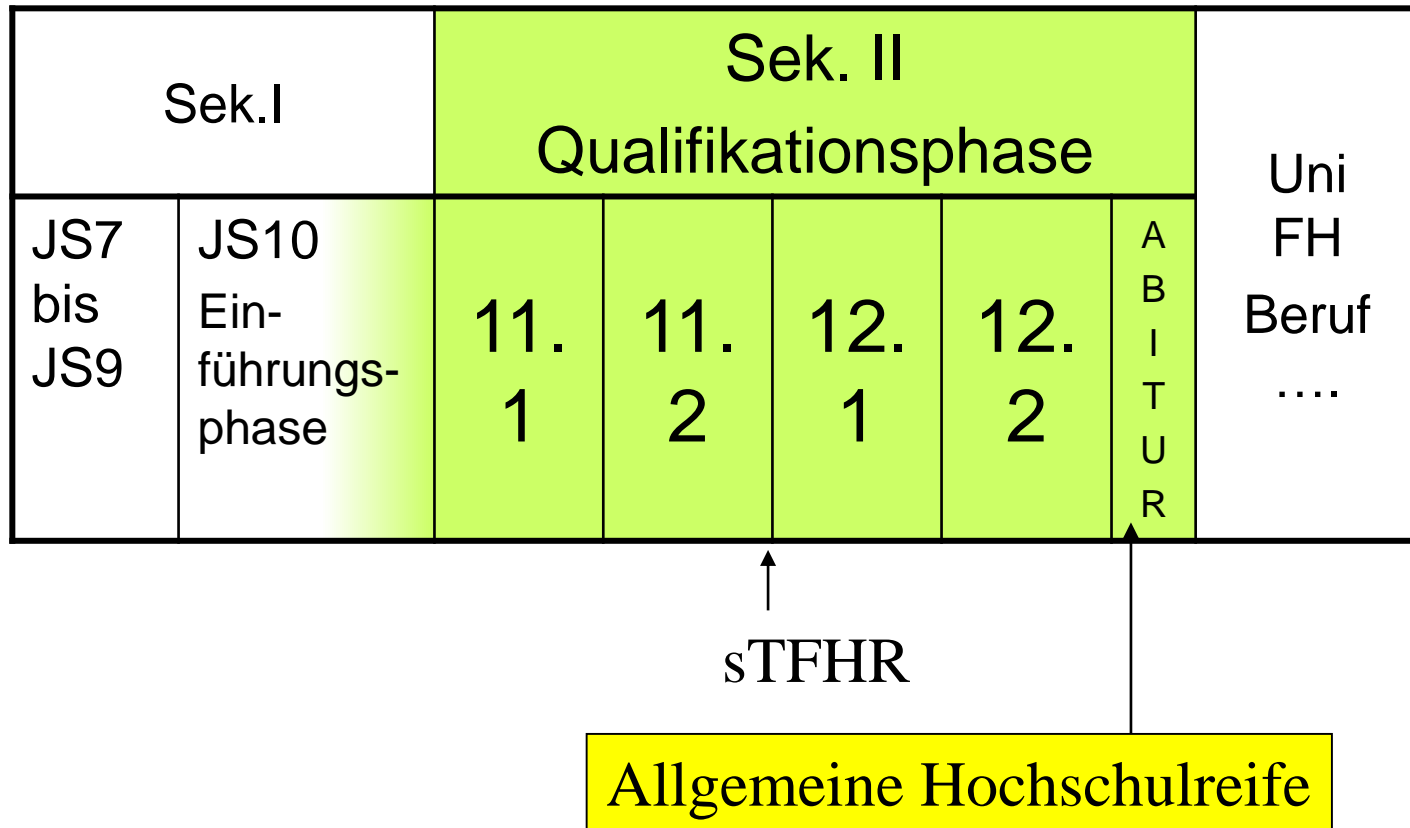 Sek.I
Sek. II
Qualifikationsphase
Uni
FH
Beruf
….
JS7
bis
JS9
JS10
Ein-
führungs-
phase
11.
1
11.
2
12.
1
12.
2
A
B
I
T
U
R
sTFHR
Allgemeine Hochschulreife